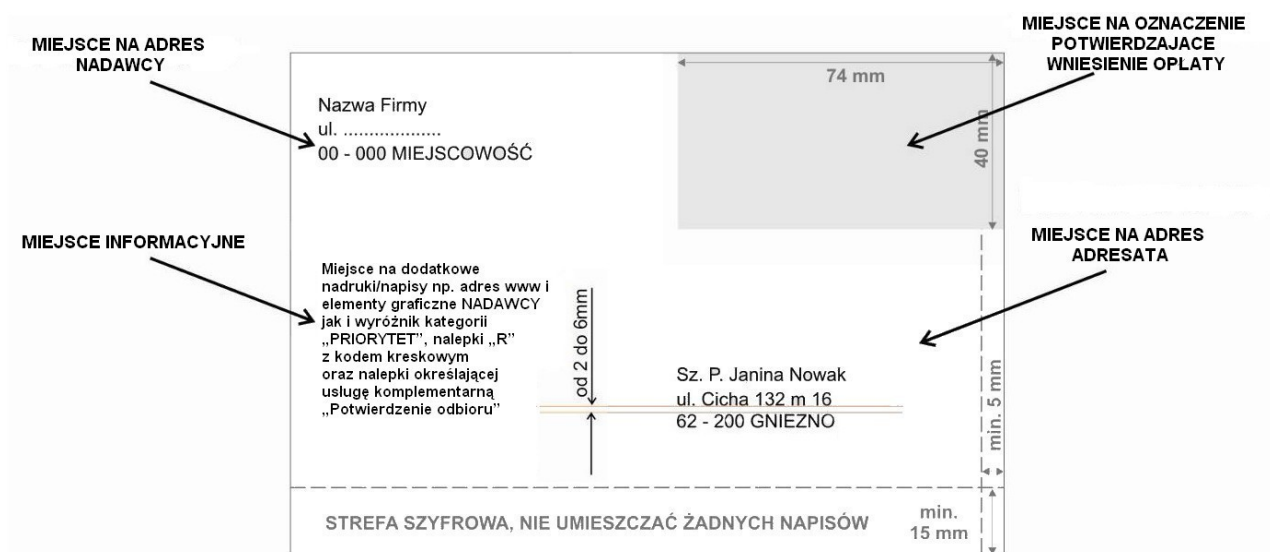 MIEJSCE NA ADRES
NADAWCY
MIEJSCE NA OZNACZENIE
POTWIERDZAJACE
WNIESIENIE OPŁATY
74 mm
40 mm
Nazwa Firmy
ul. ...................
00 - 000 MIEJSCOWOŚĆ
MIEJSCE INFORMACYJNE
MIEJSCE NA ADRES
ADRESATA
Miejsce na dodatkowe
nadruki/napisy np. adres www i
elementy graficzne NADAWCY
jak i wyróżnik kategorii
„PRIORYTET”, nalepki „R”
z kodem kreskowym
oraz nalepki określającej
usługę komplementarną
„Potwierdzenie odbioru”
od 2 do 6mm
Sz. P. Janina Nowak
ul. Cicha 132 m 16
62 - 200 GNIEZNO
min. 5 mm
STREFA SZYFROWA, NIE UMIESZCZAĆ ŻADNYCH NAPISÓW
min.
15 mm